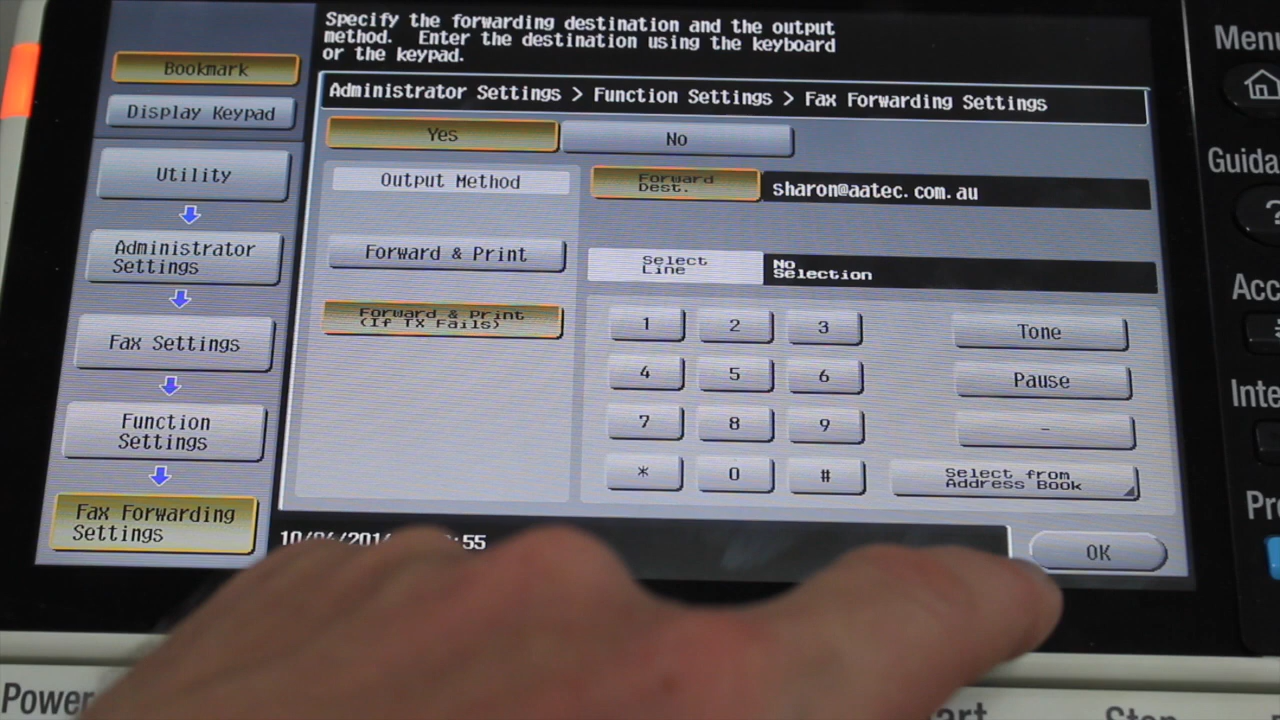 Specify the forwarding destination and the output
method. Enter the destination using the keyboard
or the keypad.
Bookmark
Display Keypad
Utility
Administrator
Settings
Fax Settings
Function
Settings
Fax Forwarding
Settings
Administrator Settings > Function Settings > Fax Forwarding Settings
Yes
No
Output Method
Forward & Print
Forward & Print
(If TX Fails)
Forward
Dest.
sharon@aatec.com.au
Select
Line
No
Selection
1 2 3
4 5 6
7 8 9
* 0 #
Tone
Pause
-
Select from
Address Book
:55
OK
Menu
Guida
?
Acc
Inte
Pr
Power